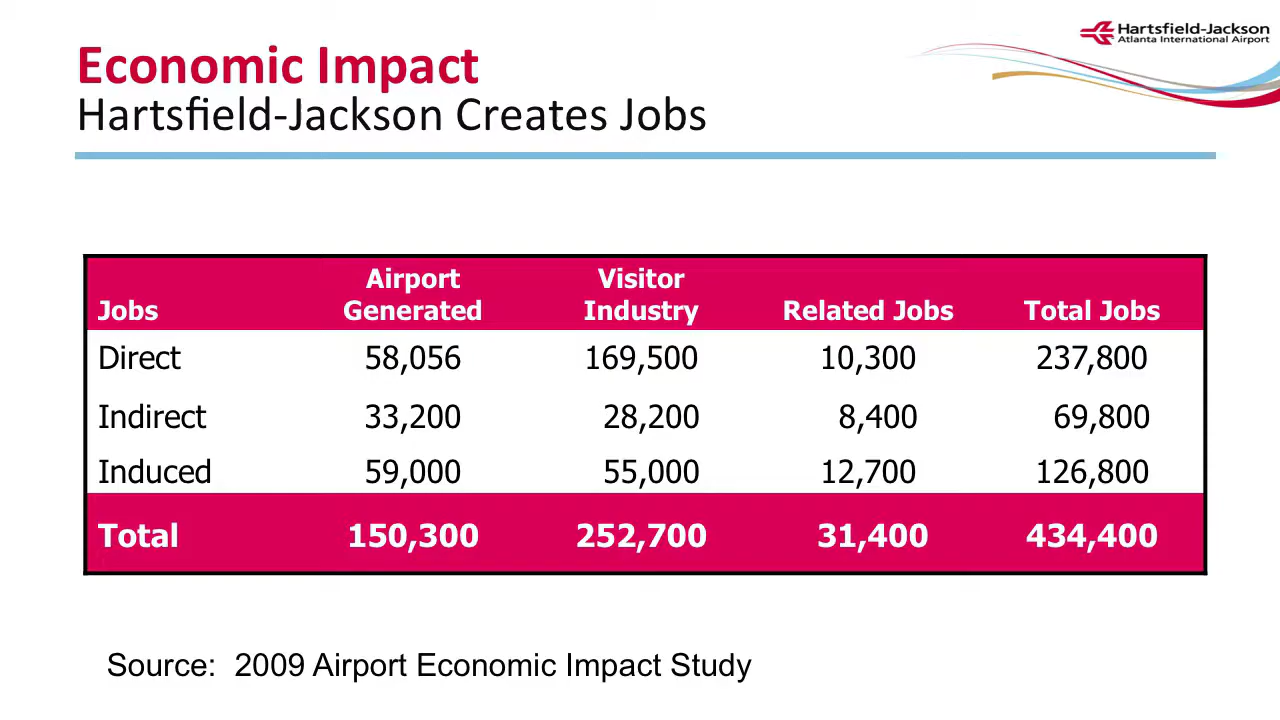 Hartsfield-Jackson
Atlanta International Airport
Economic Impact
Hartsfield-Jackson Creates Jobs
Jobs Airport Generated Visitor Industry Related Jobs Total Jobs
Direct 58,056 169,500 10,300 237,800
Indirect 33,200 28,200 8,400 69,800
Induced 59,000 55,000 12,700 126,800
Total 150,300 252,700 31,400 434,400
Source: 2009 Airport Economic Impact Study